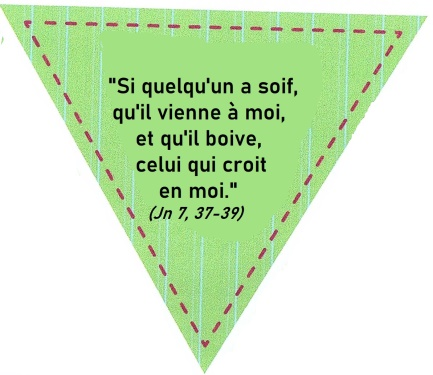 "Si quelqu'un a soif,
qu'il vienne à moi,
et qu'il boive,
celui qui croit
en moi."
(Jn 7, 37-39)